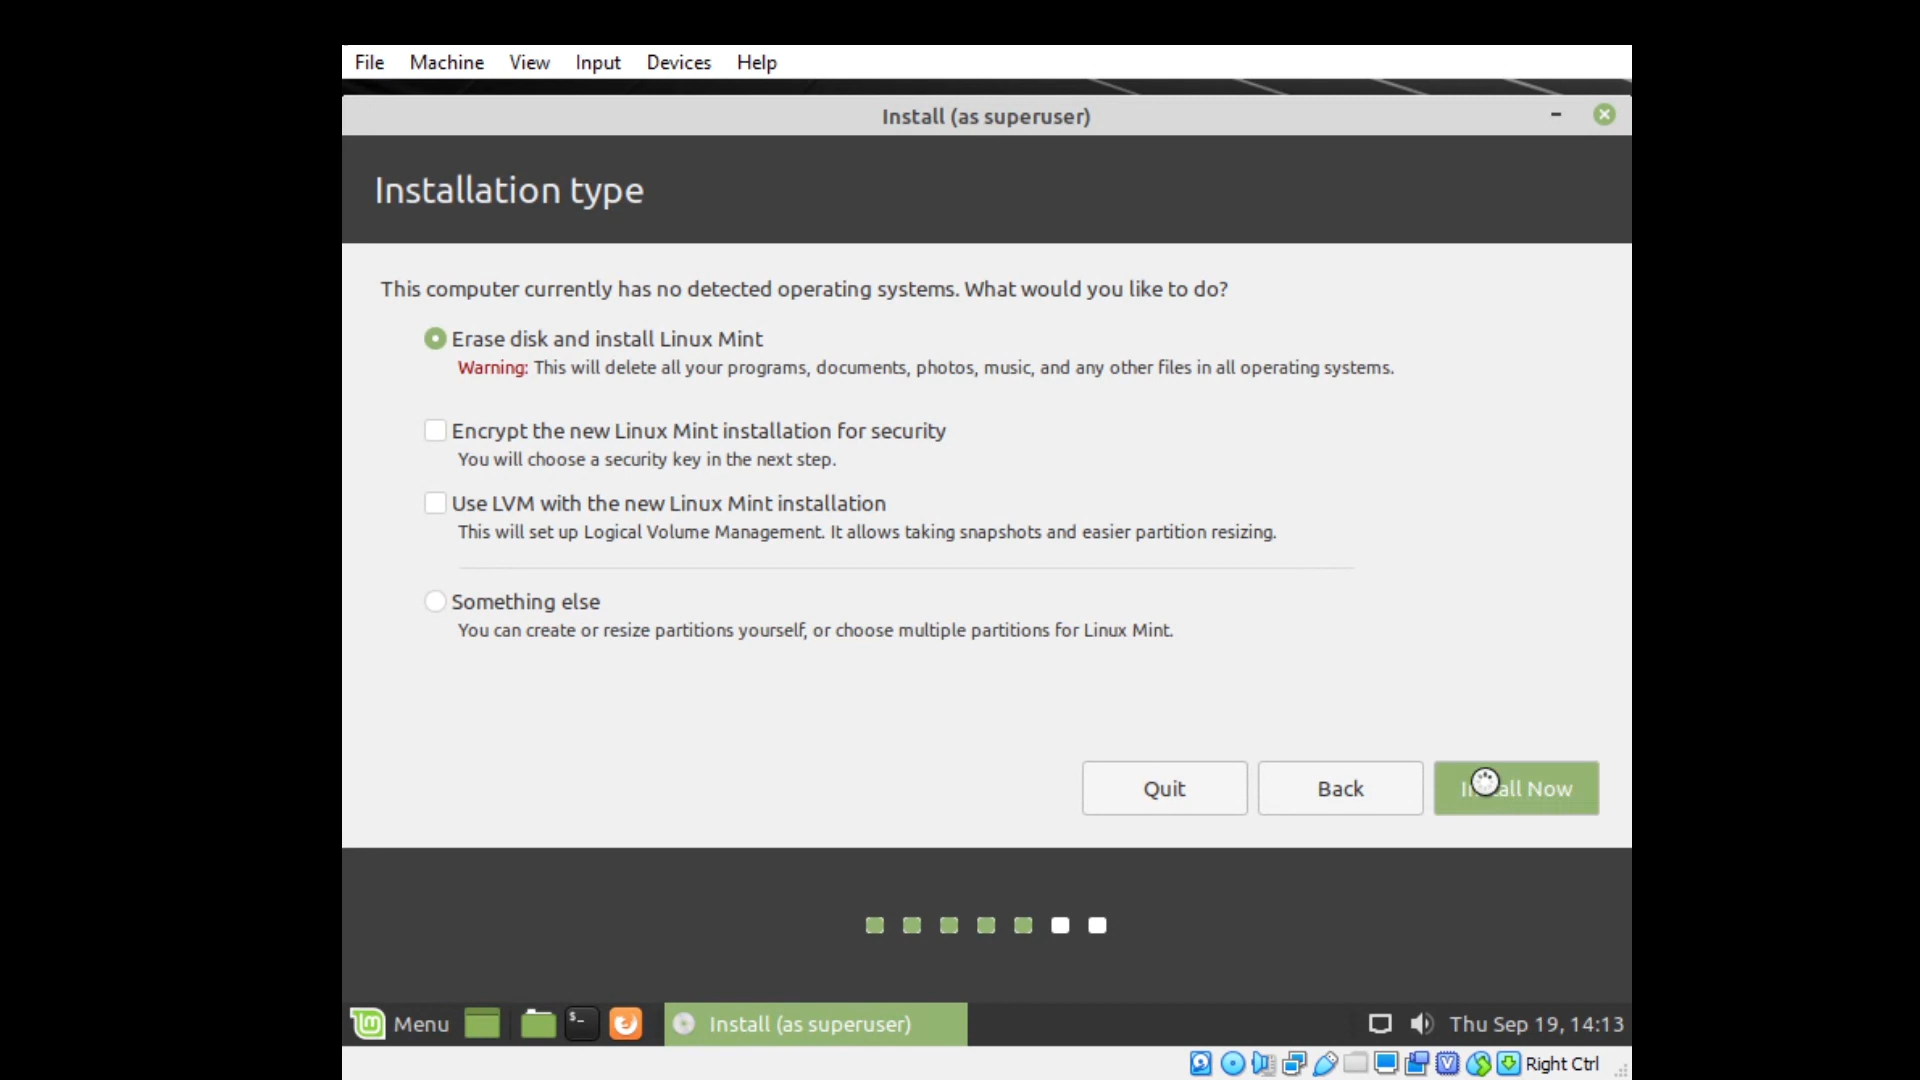 File Machine View Input Devices Help
Install (as superuser)
Installation type
This computer currently has no detected operating systems. What would you like to do?
Erase disk and install Linux Mint
Warning: This will delete all your programs, documents, photos, music, and any other files in all operating systems.
Encrypt the new Linux Mint installation for security
You will choose a security key in the next step.
Use LVM with the new Linux Mint installation
This will set up Logical Volume Management. It allows taking snapshots and easier partition resizing.
Something else
You can create or resize partitions yourself, or choose multiple partitions for Linux Mint.
Quit Back Install Now
Menu Install (as superuser) Thu Sep 19, 14:13
Right Ctrl